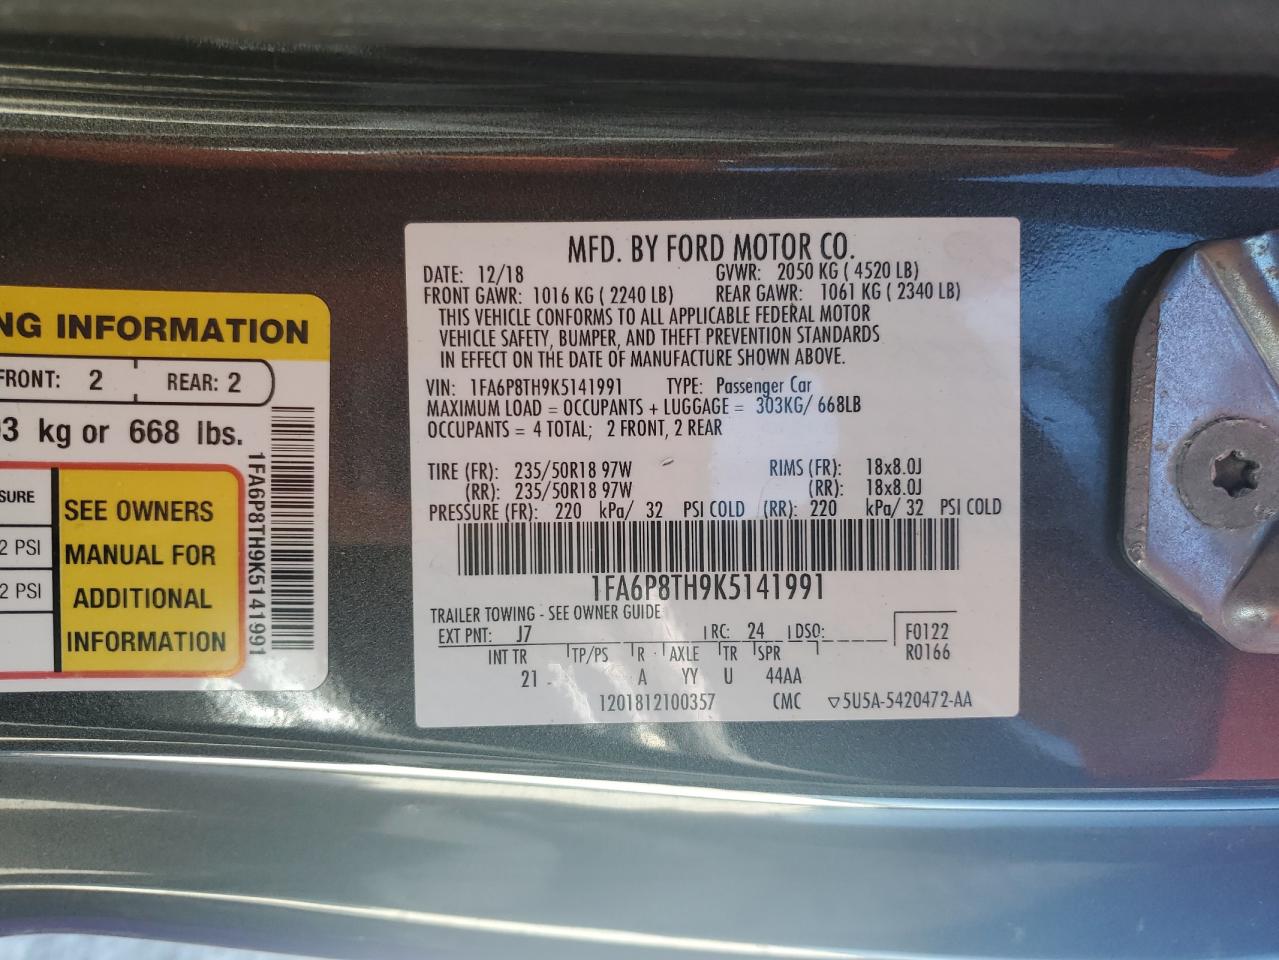 NG INFORMATION
FRONT: 2 REAR: 2
3 kg or 668 lbs.
SURE
2 PSI
2 PSI
SEE OWNERS
MANUAL FOR
ADDITIONAL
INFORMATION
1FA6P8TH9K5141991
MFD. BY FORD MOTOR CO.
DATE: 12/18 GVWR: 2050 KG ( 4520 LB)
FRONT GAWR: 1016 KG ( 2240 LB) REAR GAWR: 1061 KG ( 2340 LB)
THIS VEHICLE CONFORMS TO ALL APPLICABLE FEDERAL MOTOR
VEHICLE SAFETY, BUMPER, AND THEFT PREVENTION STANDARDS
IN EFFECT ON THE DATE OF MANUFACTURE SHOWN ABOVE.
VIN: 1FA6P8TH9K5141991 TYPE: Passenger Car
MAXIMUM LOAD = OCCUPANTS + LUGGAGE = 303KG/ 668LB
OCCUPANTS = 4 TOTAL; 2 FRONT, 2 REAR
TIRE (FR): 235/50R18 97W RIMS (FR): 18x8.0J
(RR): 235/50R18 97W (RR): 18x8.0J
PRESSURE (FR): 220 kPa/ 32 PSI COLD (RR): 220 kPa/ 32 PSI COLD
1FA6P8TH9K5141991
TRAILER TOWING - SEE OWNER GUIDE
EXT PNT: J7 RC: 24 DSO: F0122
INT TR TP/PS R AXLE TR SPR R0166
21 A YY U 44AA
1201812100357 CMC ▽5U5A-5420472-AA